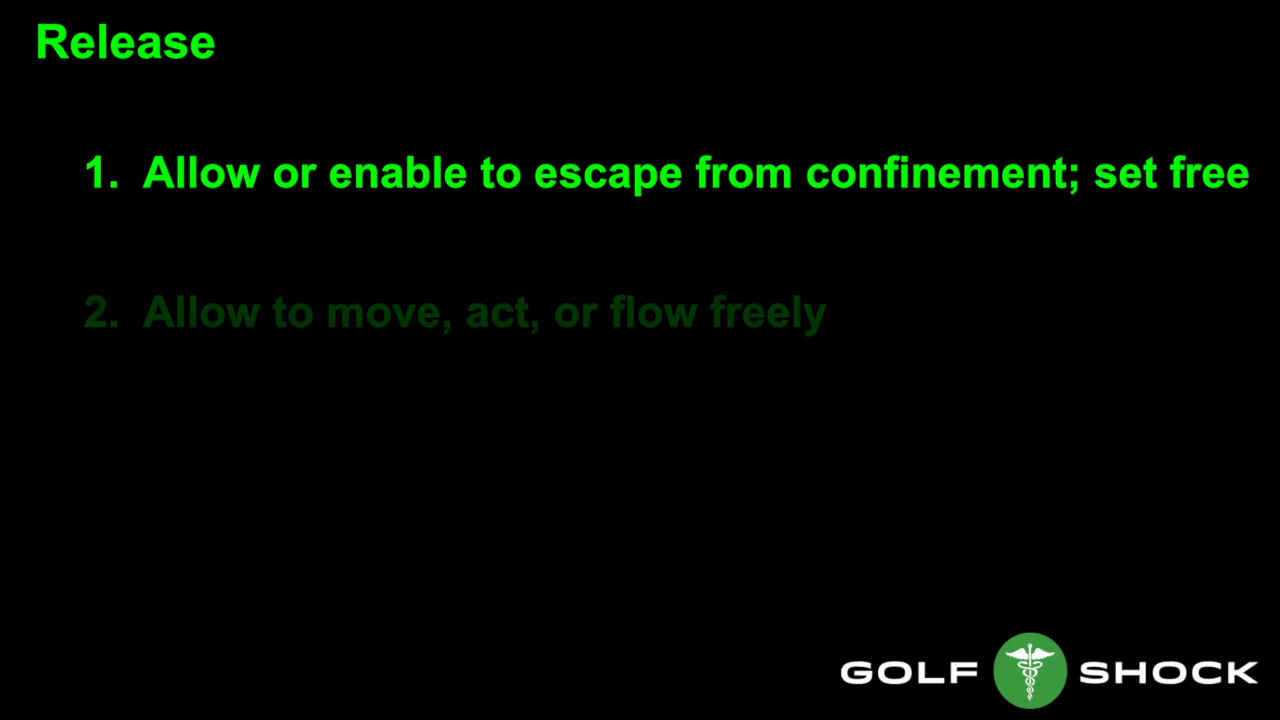 Release
1. Allow or enable to escape from confinement; set free
2. Allow to move, act, or flow freely
GOLF SHOCK